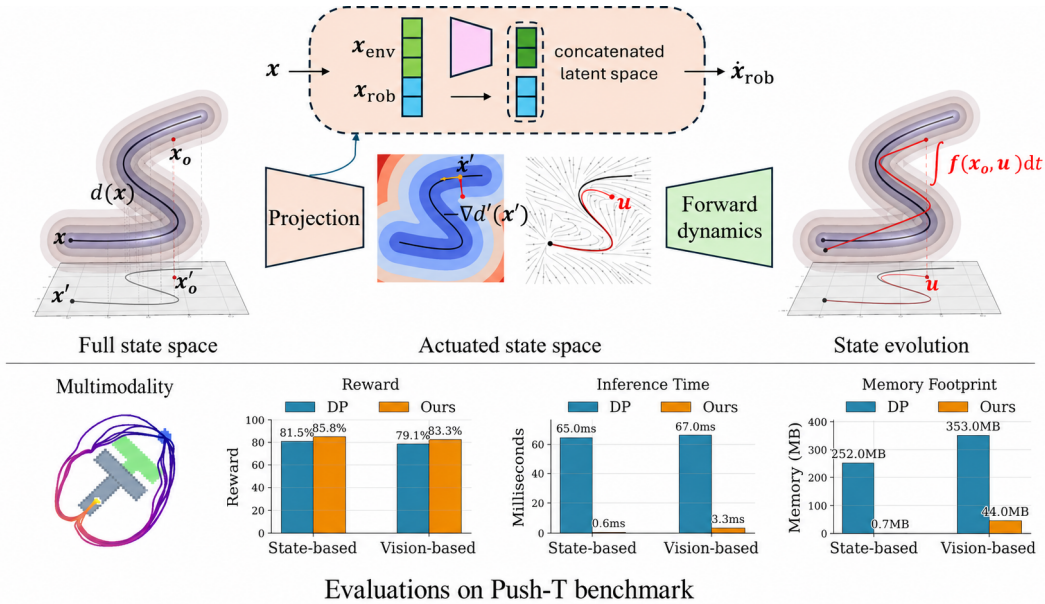 x
x_env
x_rob
concatenated
latent space
ẋ_rob
x_o
d(x)
x
x'
x'_o
Projection
ẋ'
−∇d'(x')
u
Forward
dynamics
∫ f(x_o, u)dt
u
Full state space
Actuated state space
State evolution
Multimodality
Reward
DP
Ours
Reward
100
80
60
40
20
0
81.5%
85.8%
79.1%
83.3%
State-based
Vision-based
Inference Time
DP
Ours
Milliseconds
60
40
20
0
65.0ms
0.6ms
67.0ms
3.3ms
State-based
Vision-based
Memory Footprint
DP
Ours
Memory (MB)
400
300
200
100
0
252.0MB
0.7MB
353.0MB
44.0MB
State-based
Vision-based
Evaluations on Push-T benchmark